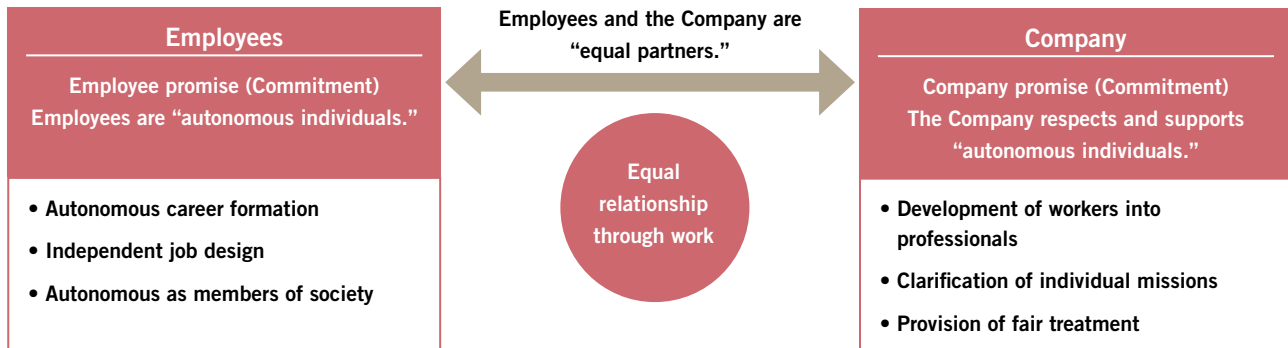 Employees
Employee promise (Commitment)
Employees are “autonomous individuals.”
• Autonomous career formation
• Independent job design
• Autonomous as members of society
Employees and the Company are
“equal partners.”
Equal
relationship
through work
Company
Company promise (Commitment)
The Company respects and supports
“autonomous individuals.”
• Development of workers into
professionals
• Clarification of individual missions
• Provision of fair treatment